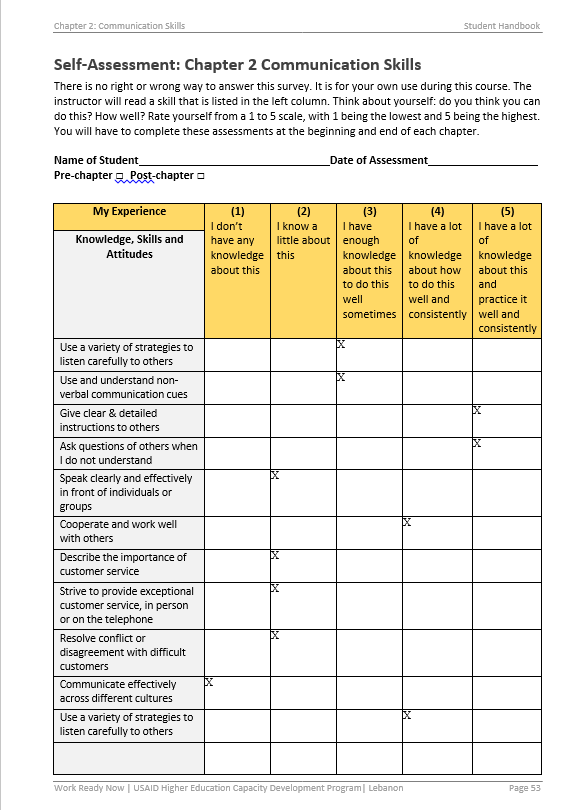 Chapter 2: Communication Skills Student Handbook
Self-Assessment: Chapter 2 Communication Skills
There is no right or wrong way to answer this survey. It is for your own use during this course. The
instructor will read a skill that is listed in the left column. Think about yourself: do you think you can
do this? How well? Rate yourself from a 1 to 5 scale, with 1 being the lowest and 5 being the highest.
You will have to complete these assessments at the beginning and end of each chapter.
Name of Student Date of Assessment
Pre-chapter □ Post-chapter □
My Experience
Knowledge, Skills and
Attitudes
(1)
I don't
have any
knowledge
about this
(2)
I know a
little about
this
(3)
I have
enough
knowledge
about this
to do this
well
sometimes
(4)
I have a lot
of
knowledge
about how
to do this
well and
consistently
(5)
I have a lot
of
knowledge
about this
and
practice it
well and
consistently
Use a variety of strategies to
listen carefully to others
X
Use and understand non-
verbal communication cues
X
Give clear & detailed
instructions to others
X
Ask questions of others when
I do not understand
X
Speak clearly and effectively
in front of individuals or
groups
X
Cooperate and work well
with others
X
Describe the importance of
customer service
X
Strive to provide exceptional
customer service, in person
or on the telephone
X
Resolve conflict or
disagreement with difficult
customers
X
Communicate effectively
across different cultures
X
Use a variety of strategies to
listen carefully to others
X
Work Ready Now | USAID Higher Education Capacity Development Program| Lebanon Page 53